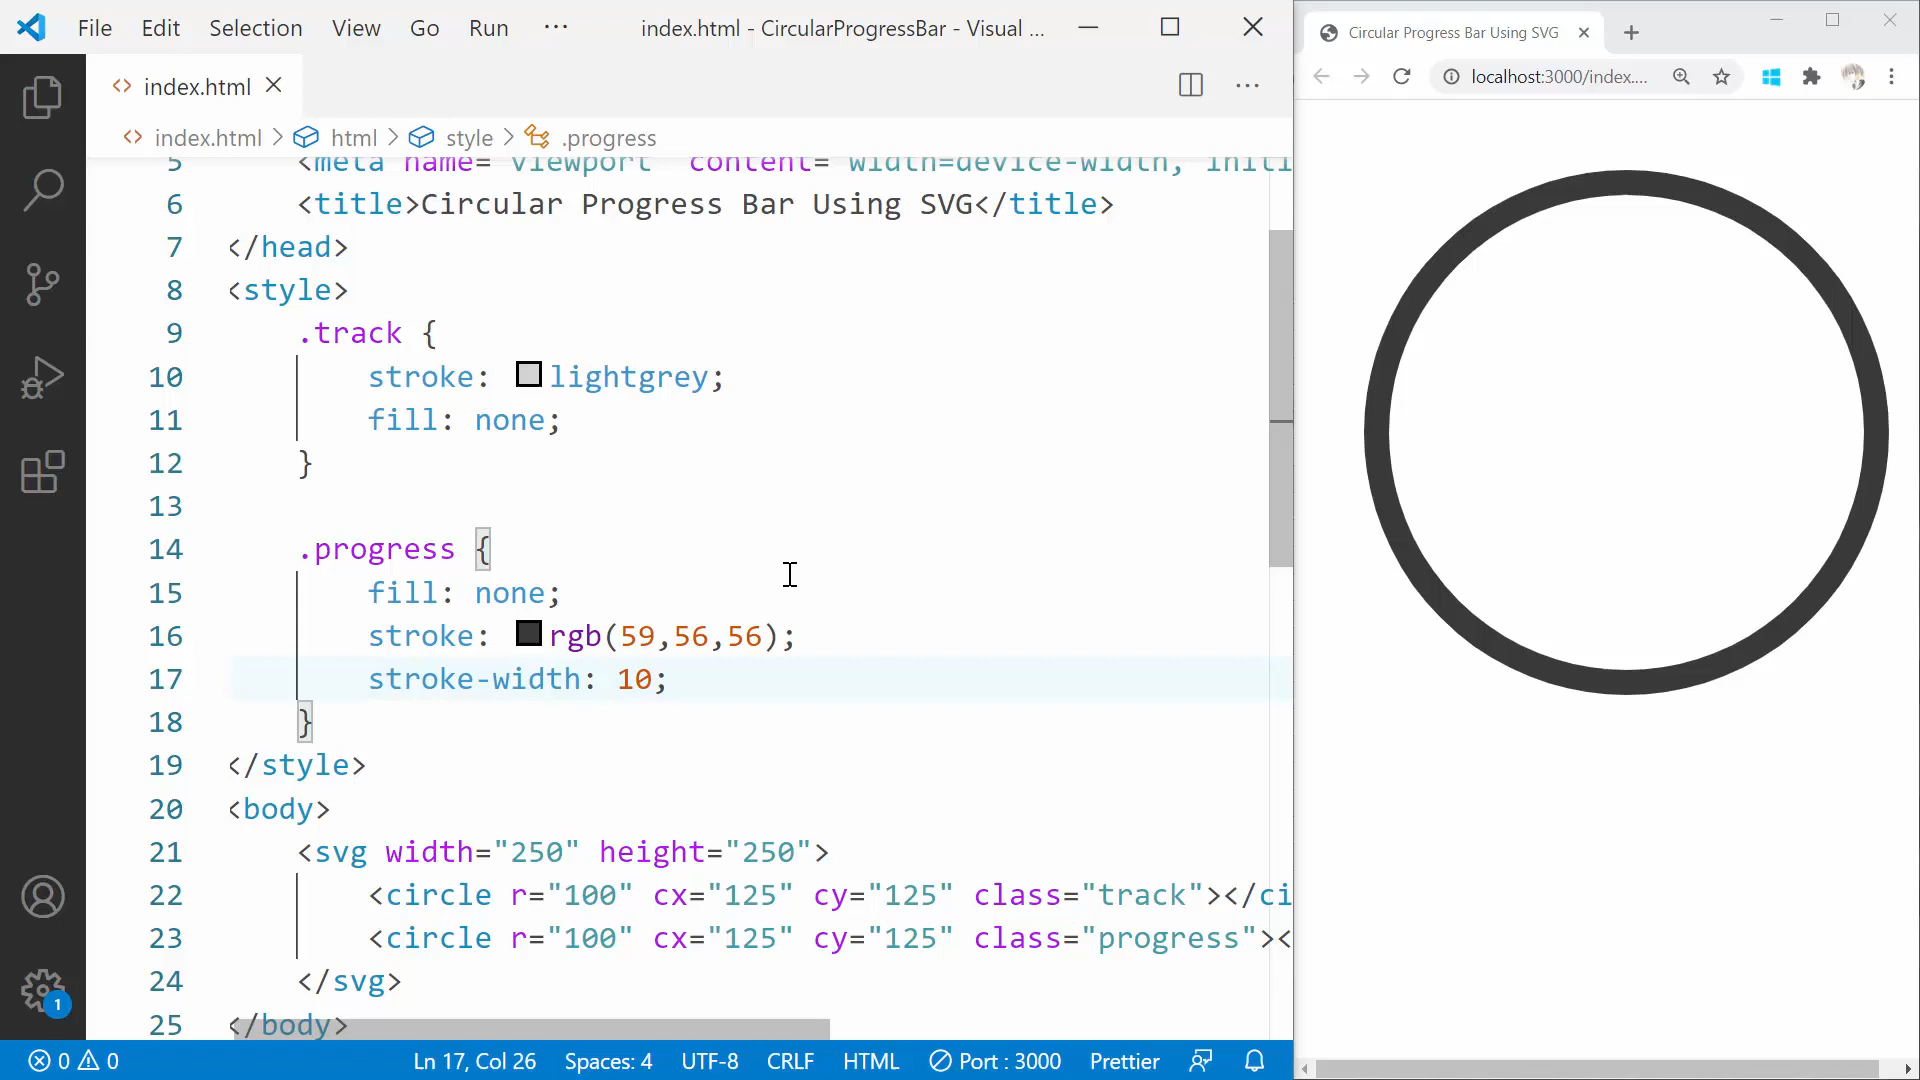 File Edit Selection View Go Run ··· index.html - CircularProgressBar - Visual ...
index.html
index.html > html > style > .progress
5 <meta name="viewport" content="width=device-width, initi
6 <title>Circular Progress Bar Using SVG</title>
7 </head>
8 <style>
9 .track {
10 stroke: lightgrey;
11 fill: none;
12 }
13
14 .progress {
15 fill: none;
16 stroke: rgb(59,56,56);
17 stroke-width: 10;
18 }
19 </style>
20 <body>
21 <svg width="250" height="250">
22 <circle r="100" cx="125" cy="125" class="track"></ci
23 <circle r="100" cx="125" cy="125" class="progress"><
24 </svg>
25 </body>
1
0 0 Ln 17, Col 26 Spaces: 4 UTF-8 CRLF HTML Port : 3000 Prettier
Circular Progress Bar Using SVG
localhost:3000/index....